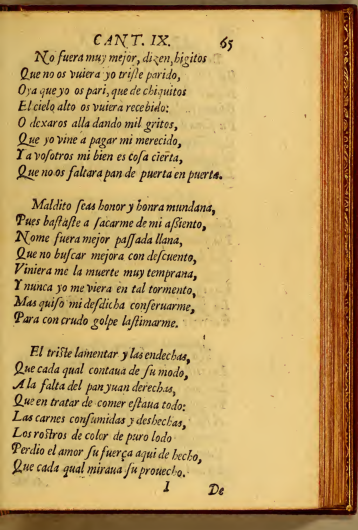 CANT. IX. 65
No fuera muy mejor, dizen, higitos
Que no os vuiera yo triste parido,
Oya que yo os pari, que de chiquitos
El cielo alto os vuiera recebido:
O dexaros alla dando mil gritos,
Que yo vine a pagar mi merecido,
Ya vosotros mi bien es cosa cierta,
Que no os faltara pan de puerta en puerta.
Maldito seas honor y honra mundana,
Pues bastaste a sacarme de mi assiento,
Nome fuera mejor passada llana,
Que no buscar mejora con descuento,
Viniera me la muerte muy temprana,
Y nunca yo me viera en tal tormento,
Mas quiso mi desdicha conseruarme,
Para con crudo golpe lastimarme.
El triste lamentar y las endechas,
Que cada qual contaua de su modo,
A la falta del pan yuan derechas,
Que en tratar de comer estaua todo:
Las carnes consumidas y deshechas,
Los rostros de color de puro lodo
Perdio el amor su fuerça aqui de hecho,
Que cada qual miraua su prouecho.
I De